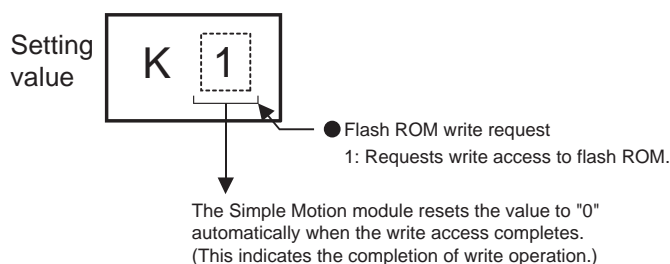 Setting
value
K 1
● Flash ROM write request
1: Requests write access to flash ROM.
The Simple Motion module resets the value to "0"
automatically when the write access completes.
(This indicates the completion of write operation.)